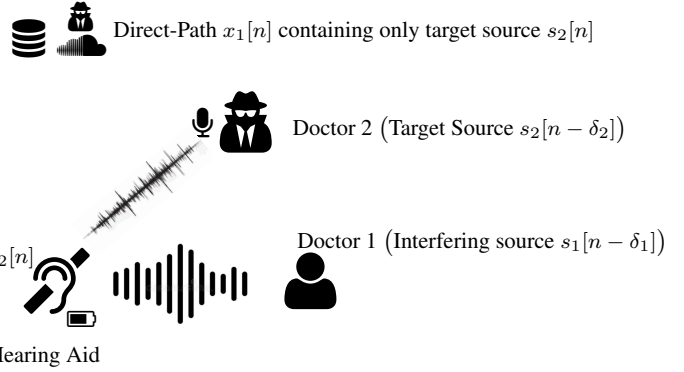 Direct-Path x₁[n] containing only target source s₂[n]
Doctor 2 (Target Source s₂[n − δ₂])
Doctor 1 (Interfering source s₁[n − δ₁])
₂[n]
Aid